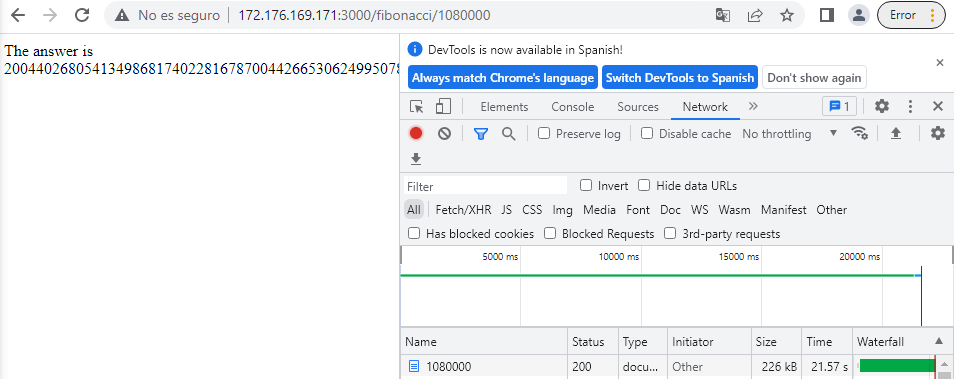 No es seguro | 172.176.169.171:3000/fibonacci/1080000
Error
The answer is
200440268054134986817402281678700442665306249950 78
DevTools is now available in Spanish!
Always match Chrome's language Switch DevTools to Spanish Don't show again
Elements Console Sources Network 1
Preserve log Disable cache No throttling
Filter Invert Hide data URLs
All Fetch/XHR JS CSS Img Media Font Doc WS Wasm Manifest Other
Has blocked cookies Blocked Requests 3rd-party requests
5000 ms 10000 ms 15000 ms 20000 ms
Name Status Type Initiator Size Time Waterfall
1080000 200 docu... Other 226 kB 21.57 s